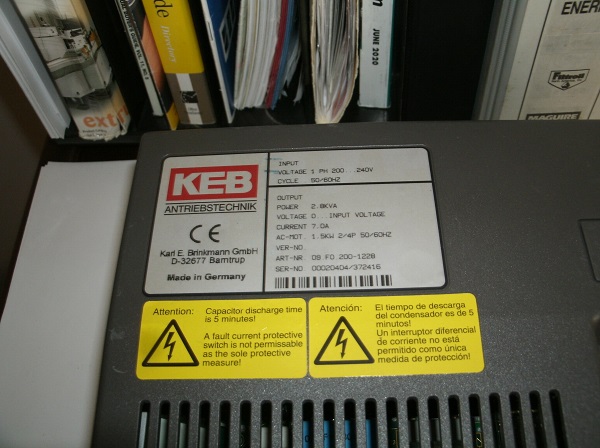 de
Director
exti
JUNE 2020
ENER
Filtroll
MAGUIRE
KEB
ANTRIEBSTECHNIK
CE
Karl E. Brinkmann GmbH
D-32677 Barntrup
Made in Germany
INPUT
VOLTAGE 1 PH 200...240V
CYCLE 50/60HZ
OUTPUT
POWER 2.8KVA
VOLTAGE 0...INPUT VOLTAGE
CURRENT 7.0A
AC-MOT. 1.5KW 2/4P 50/60HZ
VER-NO.
ART-NR 09.F0.200-1228
SER-NO 00020404/372416
Attention: Capacitor discharge time
is 5 minutes!
A fault current protective
switch is not permissable
as the sole protective
measure!
Atención: El tiempo de descarga
del condensador es de 5
minutos!
Un interruptor diferencial
de corriente no está
permitido como única
medida de protección!